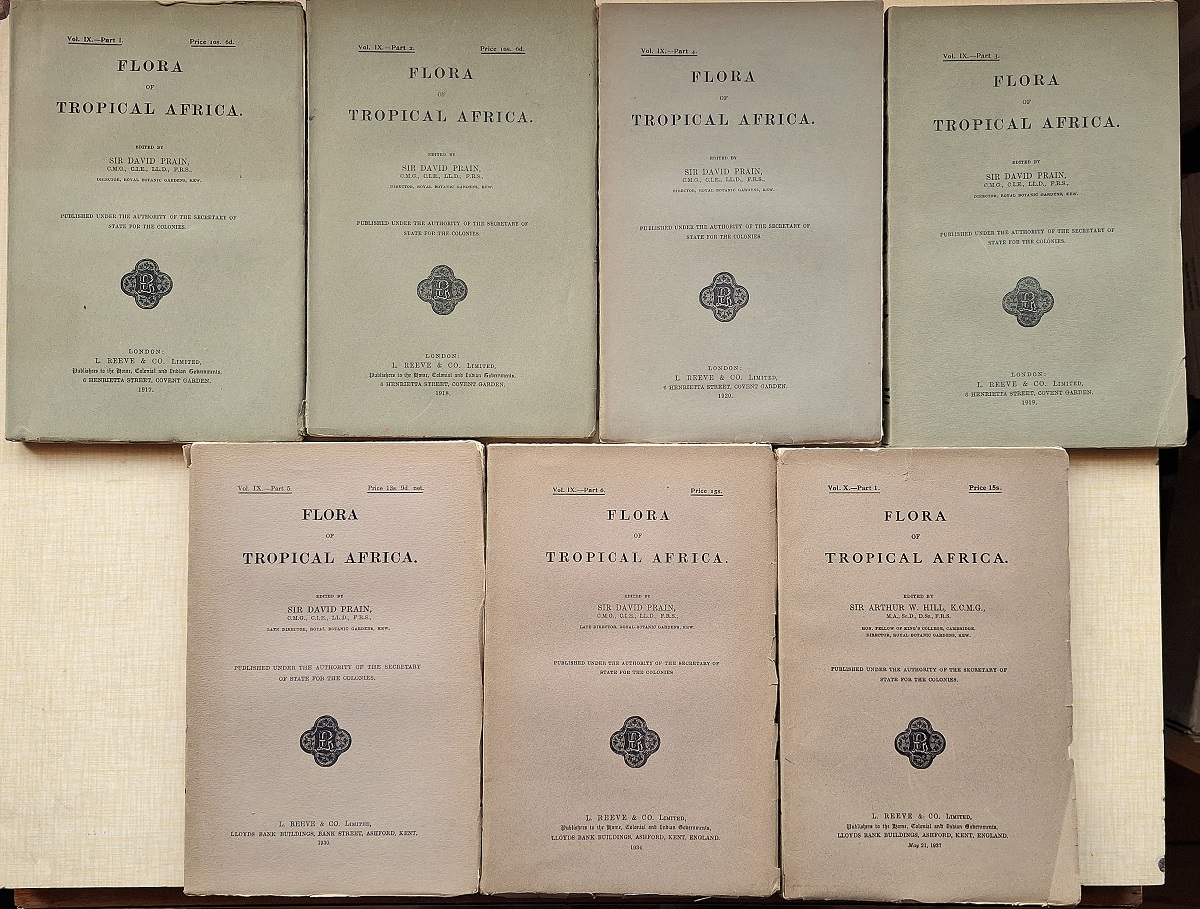 Vol. IX.—Part 1. Price 10s. 6d.
FLORA
OF
TROPICAL AFRICA.
EDITED BY
SIR DAVID PRAIN,
C.M.G., C.I.E., LL.D., F.R.S.,
DIRECTOR, ROYAL BOTANIC GARDENS, KEW.
PUBLISHED UNDER THE AUTHORITY OF THE SECRETARY OF
STATE FOR THE COLONIES.
LONDON:
L. REEVE & CO. LIMITED,
Publishers to the Home, Colonial and Indian Governments.
6 HENRIETTA STREET, COVENT GARDEN.
1917.
Vol. IX.—Part 2. Price 10s. 6d.
FLORA
OF
TROPICAL AFRICA.
EDITED BY
SIR DAVID PRAIN,
C.M.G., C.I.E., LL.D., F.R.S.,
DIRECTOR, ROYAL BOTANIC GARDENS, KEW.
PUBLISHED UNDER THE AUTHORITY OF THE SECRETARY OF
STATE FOR THE COLONIES.
LONDON:
L. REEVE & CO. LIMITED,
Publishers to the Home, Colonial and Indian Governments.
6 HENRIETTA STREET, COVENT GARDEN.
1918.
Vol. IX.—Part 4.
FLORA
OF
TROPICAL AFRICA.
EDITED BY
SIR DAVID PRAIN,
C.M.G., C.I.E., LL.D., F.R.S.,
DIRECTOR, ROYAL BOTANIC GARDENS, KEW.
PUBLISHED UNDER THE AUTHORITY OF THE SECRETARY OF
STATE FOR THE COLONIES.
LONDON:
L. REEVE & CO. LIMITED,
6 HENRIETTA STREET, COVENT GARDEN.
1920.
Vol. IX.—Part 3.
FLORA
OF
TROPICAL AFRICA.
EDITED BY
SIR DAVID PRAIN,
C.M.G., C.I.E., LL.D., F.R.S.,
DIRECTOR, ROYAL BOTANIC GARDENS, KEW.
PUBLISHED UNDER THE AUTHORITY OF THE SECRETARY OF
STATE FOR THE COLONIES.
LONDON:
L. REEVE & CO. LIMITED,
6 HENRIETTA STREET, COVENT GARDEN.
1919.
Vol. IX.—Part 5. Price 13s. 9d. net.
FLORA
OF
TROPICAL AFRICA.
EDITED BY
SIR DAVID PRAIN,
C.M.G., C.I.E., LL.D., F.R.S.,
LATE DIRECTOR, ROYAL BOTANIC GARDENS, KEW.
PUBLISHED UNDER THE AUTHORITY OF THE SECRETARY
OF STATE FOR THE COLONIES.
L. REEVE & CO. LIMITED,
LLOYDS BANK BUILDINGS, BANK STREET, ASHFORD, KENT.
1930.
Vol. IX.—Part 6. Price 15s.
FLORA
OF
TROPICAL AFRICA.
EDITED BY
SIR DAVID PRAIN,
C.M.G., C.I.E., LL.D., F.R.S.,
LATE DIRECTOR, ROYAL BOTANIC GARDENS, KEW.
PUBLISHED UNDER THE AUTHORITY OF THE SECRETARY OF
STATE FOR THE COLONIES
L. REEVE & CO. LIMITED,
Publishers to the Home, Colonial and Indian Governments,
LLOYDS BANK BUILDINGS, ASHFORD, KENT, ENGLAND.
1934
Vol. X.—Part 1. Price 15s.
FLORA
OF
TROPICAL AFRICA.
EDITED BY
SIR ARTHUR W. HILL, K.C.M.G.,
M.A., Sc.D., D.Sc., F.R.S.
HON. FELLOW OF KING'S COLLEGE, CAMBRIDGE.
DIRECTOR, ROYAL BOTANIC GARDENS, KEW.
PUBLISHED UNDER THE AUTHORITY OF THE SECRETARY OF
STATE FOR THE COLONIES.
L. REEVE & CO. LIMITED,
Publishers to the Home, Colonial and Indian Governments,
LLOYDS BANK BUILDINGS, ASHFORD, KENT, ENGLAND.
May 21, 1937